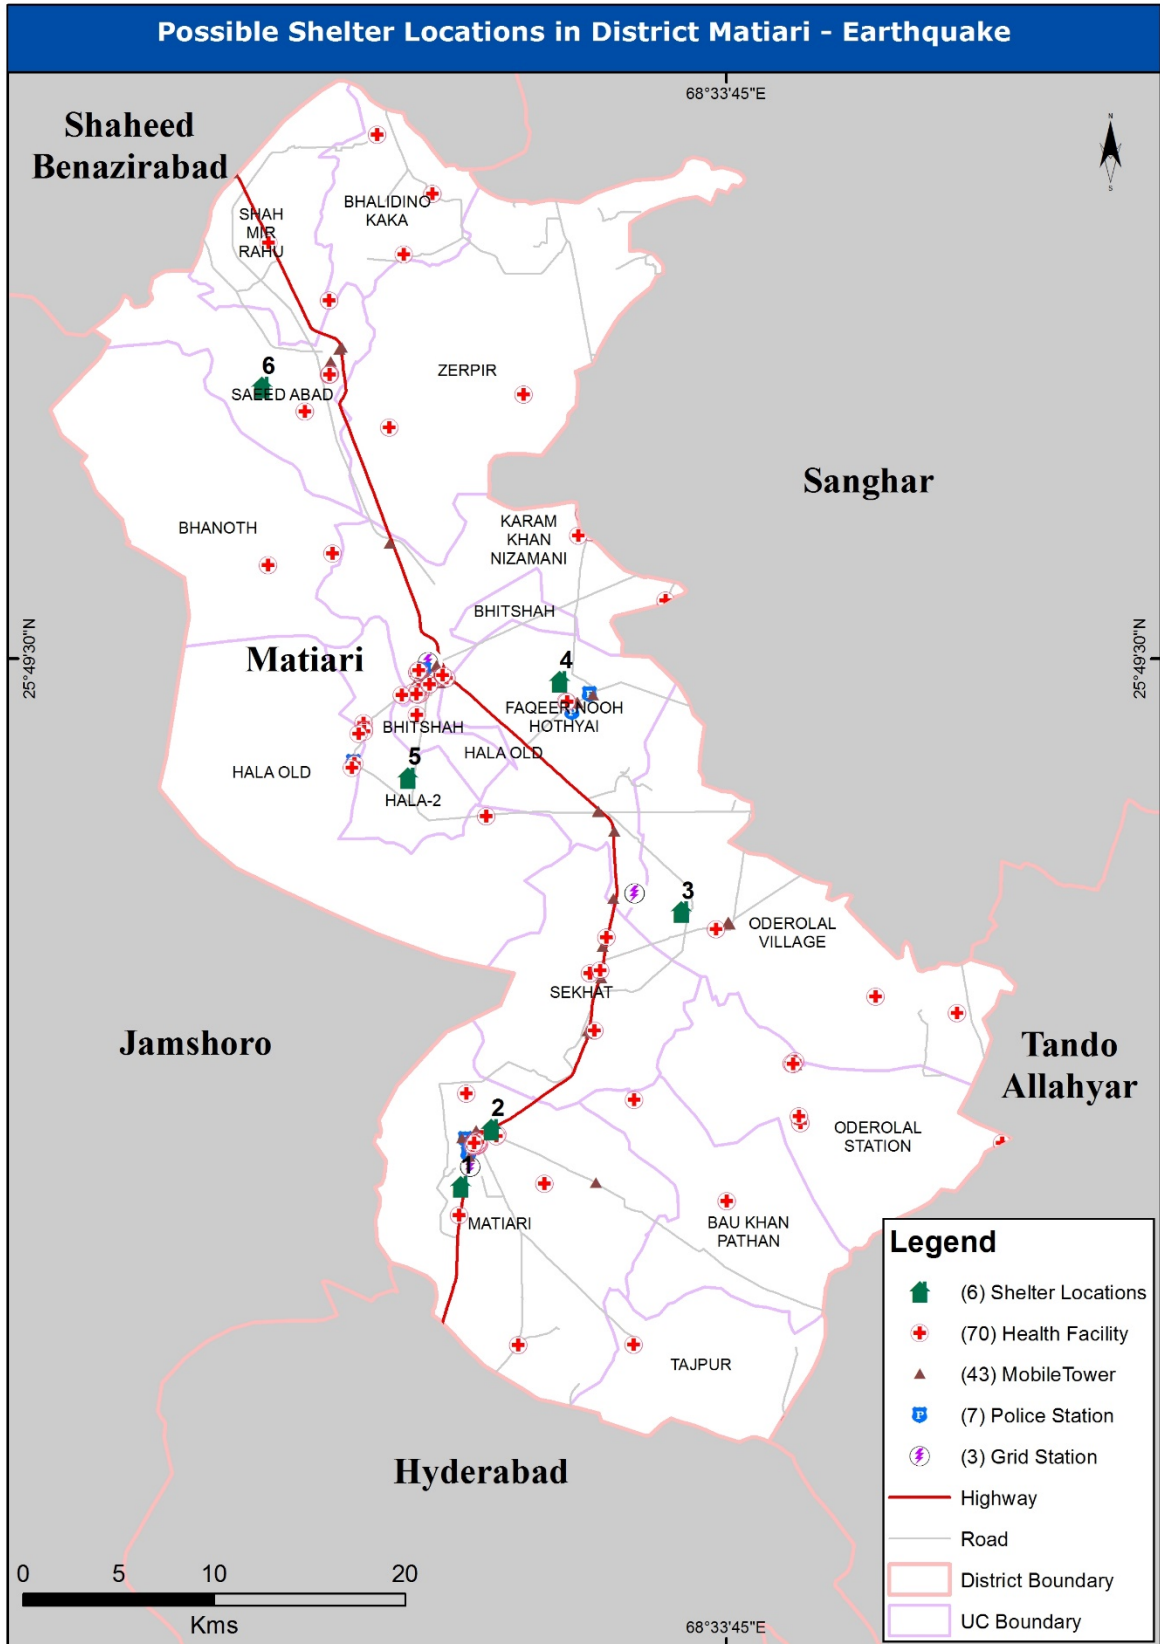 Possible Shelter Locations in District Matiari - Earthquake
68°33'45"E
N
S
Shaheed
Benazirabad
BHALIDINO
KAKA
SHAH
MIR
RAHU
ZERPIR
6
SAEED ABAD
Sanghar
BHANOTH
KARAM
KHAN
NIZAMANI
BHITSHAH
25°49'30"N
25°49'30"N
Matiari
4
FAQEER NOOH
HOTHYAI
BHITSHAH
HALA OLD
HALA OLD
5
HALA-2
3
ODEROLAL
VILLAGE
SEKHAT
Jamshoro
Tando
Allahyar
2
ODEROLAL
STATION
1
MATIARI
BAU KHAN
PATHAN
TAJPUR
Hyderabad
Legend
(6) Shelter Locations
(70) Health Facility
(43) MobileTower
P
(7) Police Station
(3) Grid Station
Highway
Road
District Boundary
UC Boundary
0 5 10 20
Kms
68°33'45"E